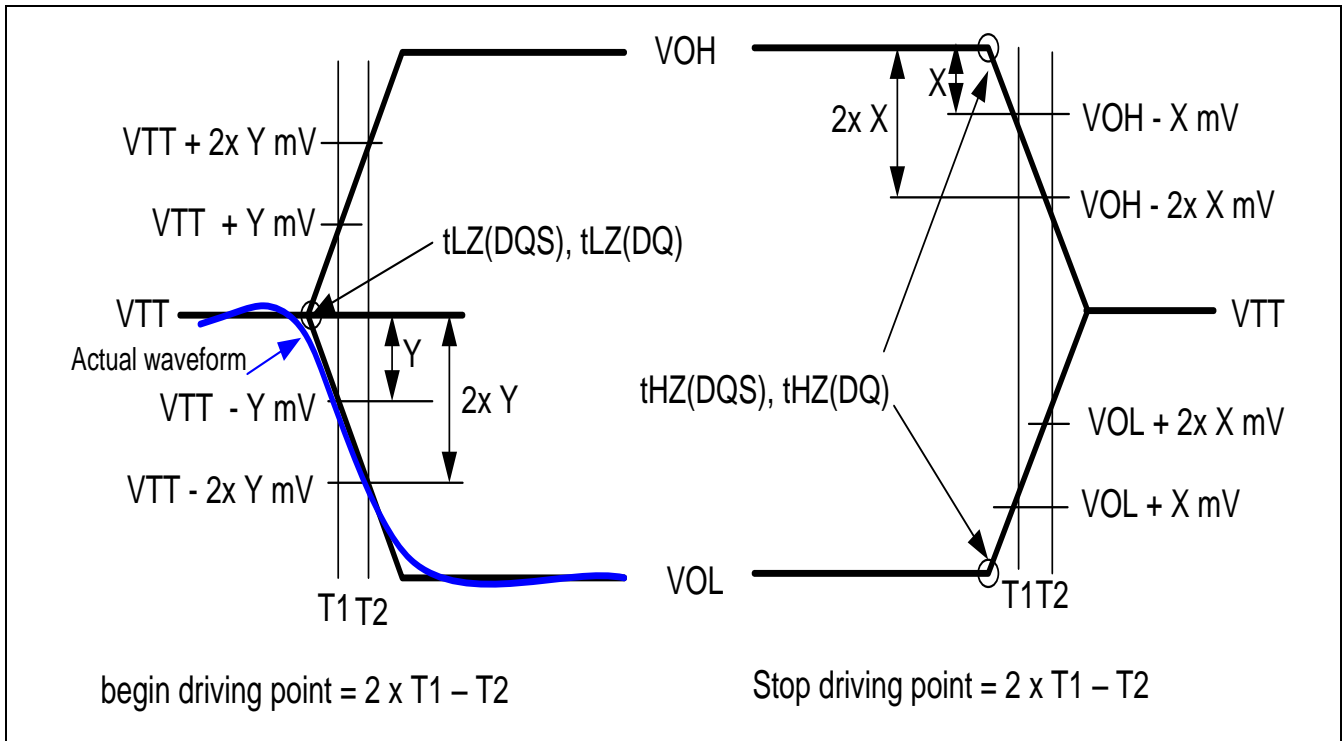 VOH
X
2x X
VOH - X mV
VTT + 2x Y mV
VOH - 2x X mV
VTT + Y mV
tLZ(DQS), tLZ(DQ)
VTT
VTT
Actual waveform
Y
2x Y
tHZ(DQS), tHZ(DQ)
VTT - Y mV
VOL + 2x X mV
VTT - 2x Y mV
VOL + X mV
VOL
T1 T2
T1T2
begin driving point = 2 x T1 – T2
Stop driving point = 2 x T1 – T2